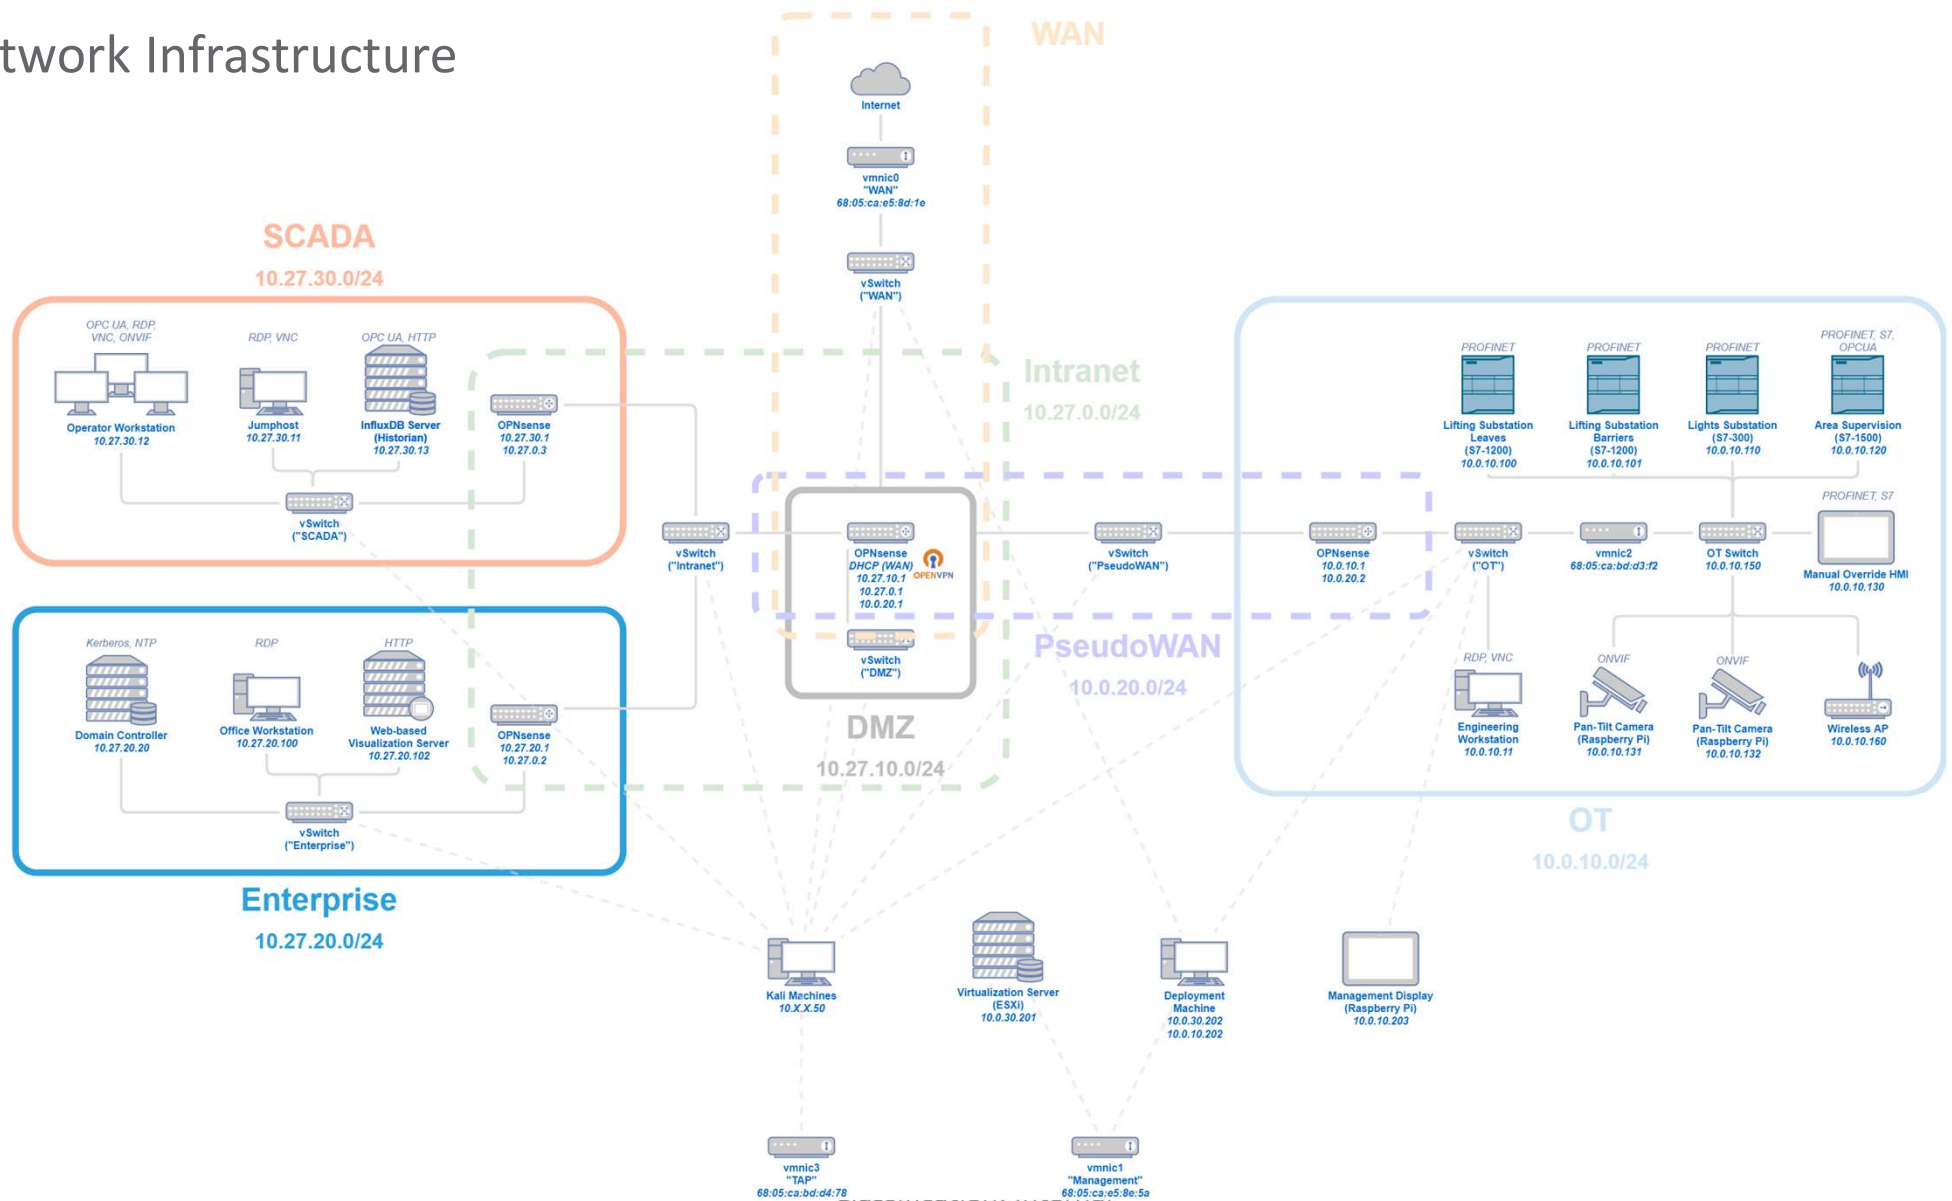 twork Infrastructure
WAN
Internet
vmnic0
"WAN"
68:05:ca:e5:8d:1e
vSwitch
("WAN")
SCADA
10.27.30.0/24
OPC UA, RDP,
VNC, ONVIF
Operator Workstation
10.27.30.12
RDP, VNC
Jumphost
10.27.30.11
OPC UA, HTTP
InfluxDB Server
(Historian)
10.27.30.13
OPNsense
10.27.30.1
10.27.0.3
vSwitch
("SCADA")
Intranet
10.27.0.0/24
vSwitch
("Intranet")
OPNsense
DHCP (WAN)
10.27.10.1
10.27.0.1
10.0.20.1
OPENVPN
vSwitch
("DMZ")
DMZ
10.27.10.0/24
vSwitch
("PseudoWAN")
PseudoWAN
10.0.20.0/24
OPNsense
10.0.10.1
10.0.20.2
PROFINET
Lifting Substation
Leaves
(S7-1200)
10.0.10.100
PROFINET
Lifting Substation
Barriers
(S7-1200)
10.0.10.101
PROFINET
Lights Substation
(S7-300)
10.0.10.110
PROFINET, S7,
OPCUA
Area Supervision
(S7-1500)
10.0.10.120
vSwitch
("OT")
vmnic2
68:05:ca:bd:d3:f2
OT Switch
10.0.10.150
PROFINET, S7
Manual Override HMI
10.0.10.130
RDP, VNC
Engineering
Workstation
10.0.10.11
ONVIF
Pan-Tilt Camera
(Raspberry Pi)
10.0.10.131
ONVIF
Pan-Tilt Camera
(Raspberry Pi)
10.0.10.132
Wireless AP
10.0.10.160
OT
10.0.10.0/24
Kerberos, NTP
Domain Controller
10.27.20.20
RDP
Office Workstation
10.27.20.100
HTTP
Web-based
Visualization Server
10.27.20.102
OPNsense
10.27.20.1
10.27.0.2
vSwitch
("Enterprise")
Enterprise
10.27.20.0/24
Kali Machines
10.X.X.50
Virtualization Server
(ESXi)
10.0.30.201
Deployment
Machine
10.0.30.202
10.0.10.202
Management Display
(Raspberry Pi)
10.0.10.203
vmnic3
"TAP"
68:05:ca:bd:d4:78
vmnic1
"Management"
68:05:ca:e5:8e:5a